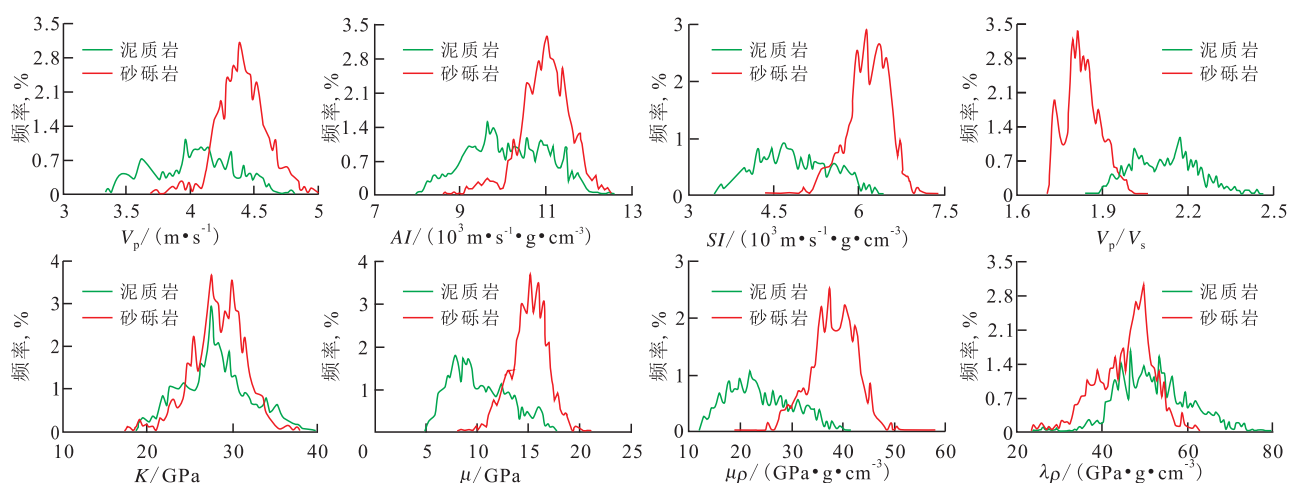 3.5
2.8
2.1
1.4
0.7
0
频率, %
泥质岩
砂砾岩
3 3.5 4 4.5 5
Vp/(m•s-1)
3.5
2.8
2.1
1.4
0.7
0
频率, %
泥质岩
砂砾岩
7 9 11 13
AI/(10³m•s-1•g•cm-3)
3
2
1
0
频率, %
泥质岩
砂砾岩
3 4.5 6 7.5
SI/(10³m•s-1•g•cm-3)
3.5
2.8
2.1
1.4
0.7
0
频率, %
泥质岩
砂砾岩
1.6 1.9 2.2 2.5
Vp/Vs
4
3
2
1
0
频率, %
泥质岩
砂砾岩
10 20 30 40
K/GPa
4
3
2
1
频率, %
泥质岩
砂砾岩
0 5 10 15 20 25
μ/GPa
3
2
1
0
频率, %
泥质岩
砂砾岩
10 20 30 40 50 60
μρ/(GPa•g•cm-3)
3.5
2.8
2.1
1.4
0.7
0
频率, %
泥质岩
砂砾岩
20 40 60 80
λρ/(GPa•g•cm-3)